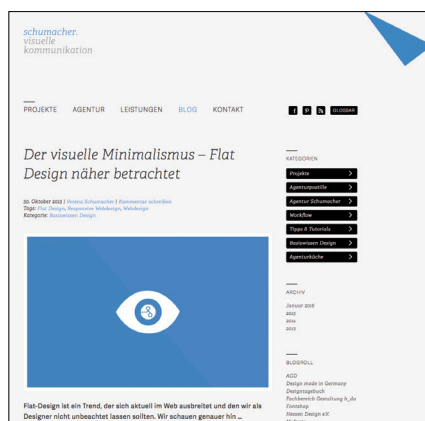 schumacher.
visuelle
kommunikation
PROJEKTE AGENTUR LEISTUNGEN BLOG KONTAKT
f P GLOSSAR
Der visuelle Minimalismus – Flat
Design näher betrachtet
30. Oktober 2013 | Verena Schumacher | Kommentar schreiben
Tags: Flat Design, Responsive Webdesign, Webdesign
Kategorie: Basiswissen Design
Flat-Design ist ein Trend, der sich aktuell im Web ausbreitet und den wir als
Designer nicht unbeachtet lassen sollten. Wir schauen genauer hin ...
KATEGORIEN
Projekte
Agenturpostille
Agentur Schumacher
Workflow
Tipps & Tutorials
Basiswissen Design
Agenturküche
ARCHIV
Januar 2016
2015
2014
2013
BLOGROLL
AGD
Design made in Germany
Designtagebuch
Fachbereich Gestaltung h_da
Fontshop
Hessen Design e.V.